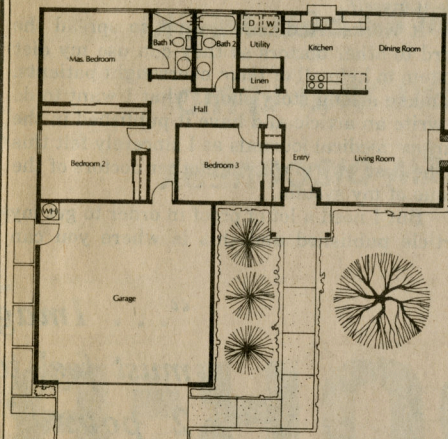 Bath 1
Bath 2
D W
Utility
Kitchen
Dining Room
Mas. Bedroom
Linen
Hall
Bedroom 2
Bedroom 3
Entry
Living Room
WH
Garage